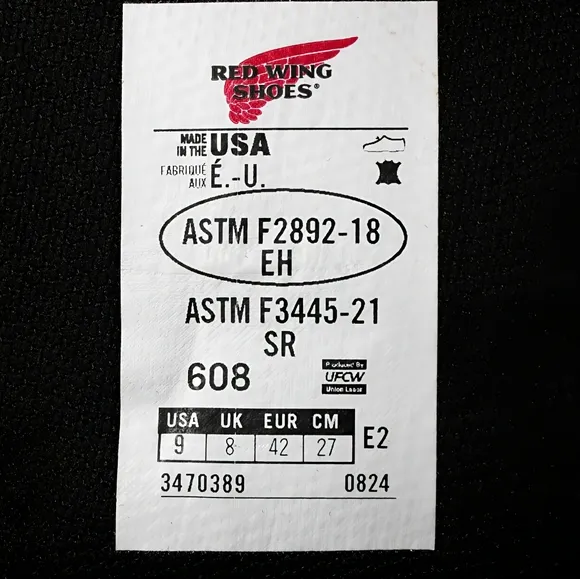 RED WING
SHOES®
MADE IN THE USA
FABRIQUÉ AUX É.-U.
ASTM F2892-18
EH
ASTM F3445-21
SR
608
Produced By
UFCW
Union Labor
USA UK EUR CM
9 8 42 27
E2
3470389 0824